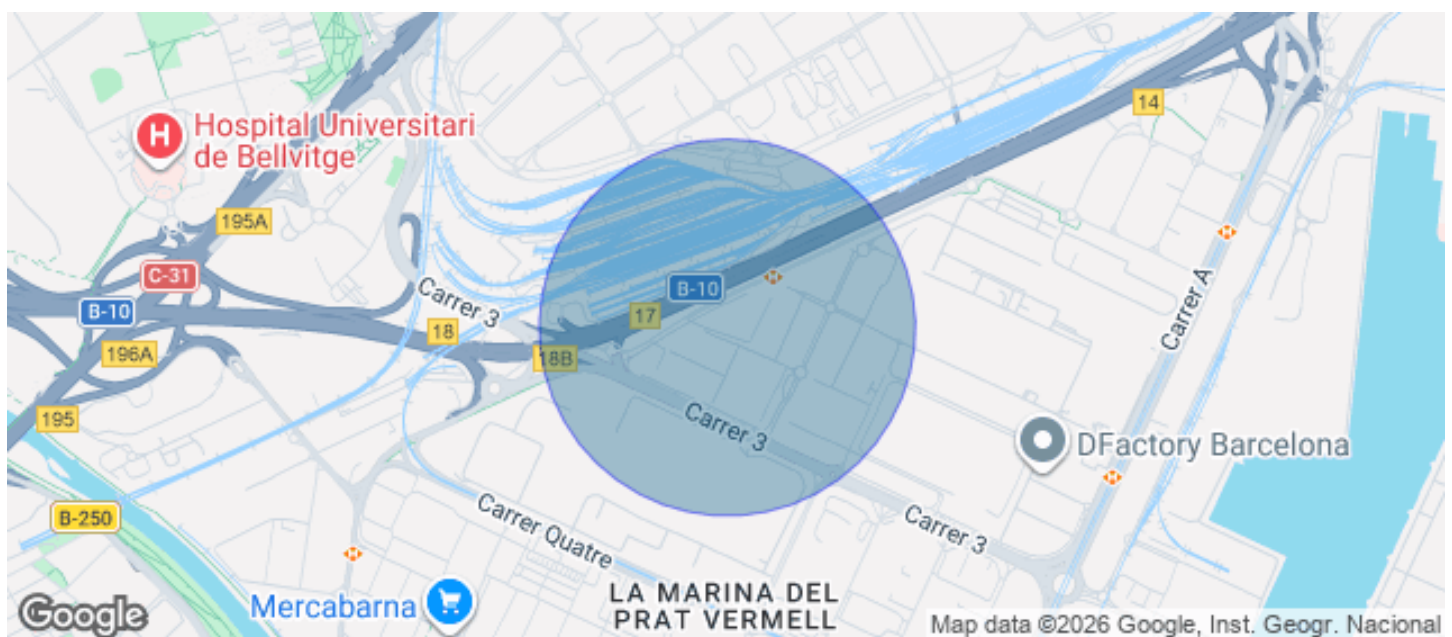 14
Hospital Universitari
de Bellvitge
H
195A
C-31
B-10
Carrer 3
B-10
17
18
18B
196A
Carrer A
195
Carrer 3
DFactory Barcelona
B-250
Carrer Quatre
Carrer 3
Mercabarna
LA MARINA DEL
PRAT VERMELL
Google
Map data ©2026 Google, Inst. Geogr. Nacional